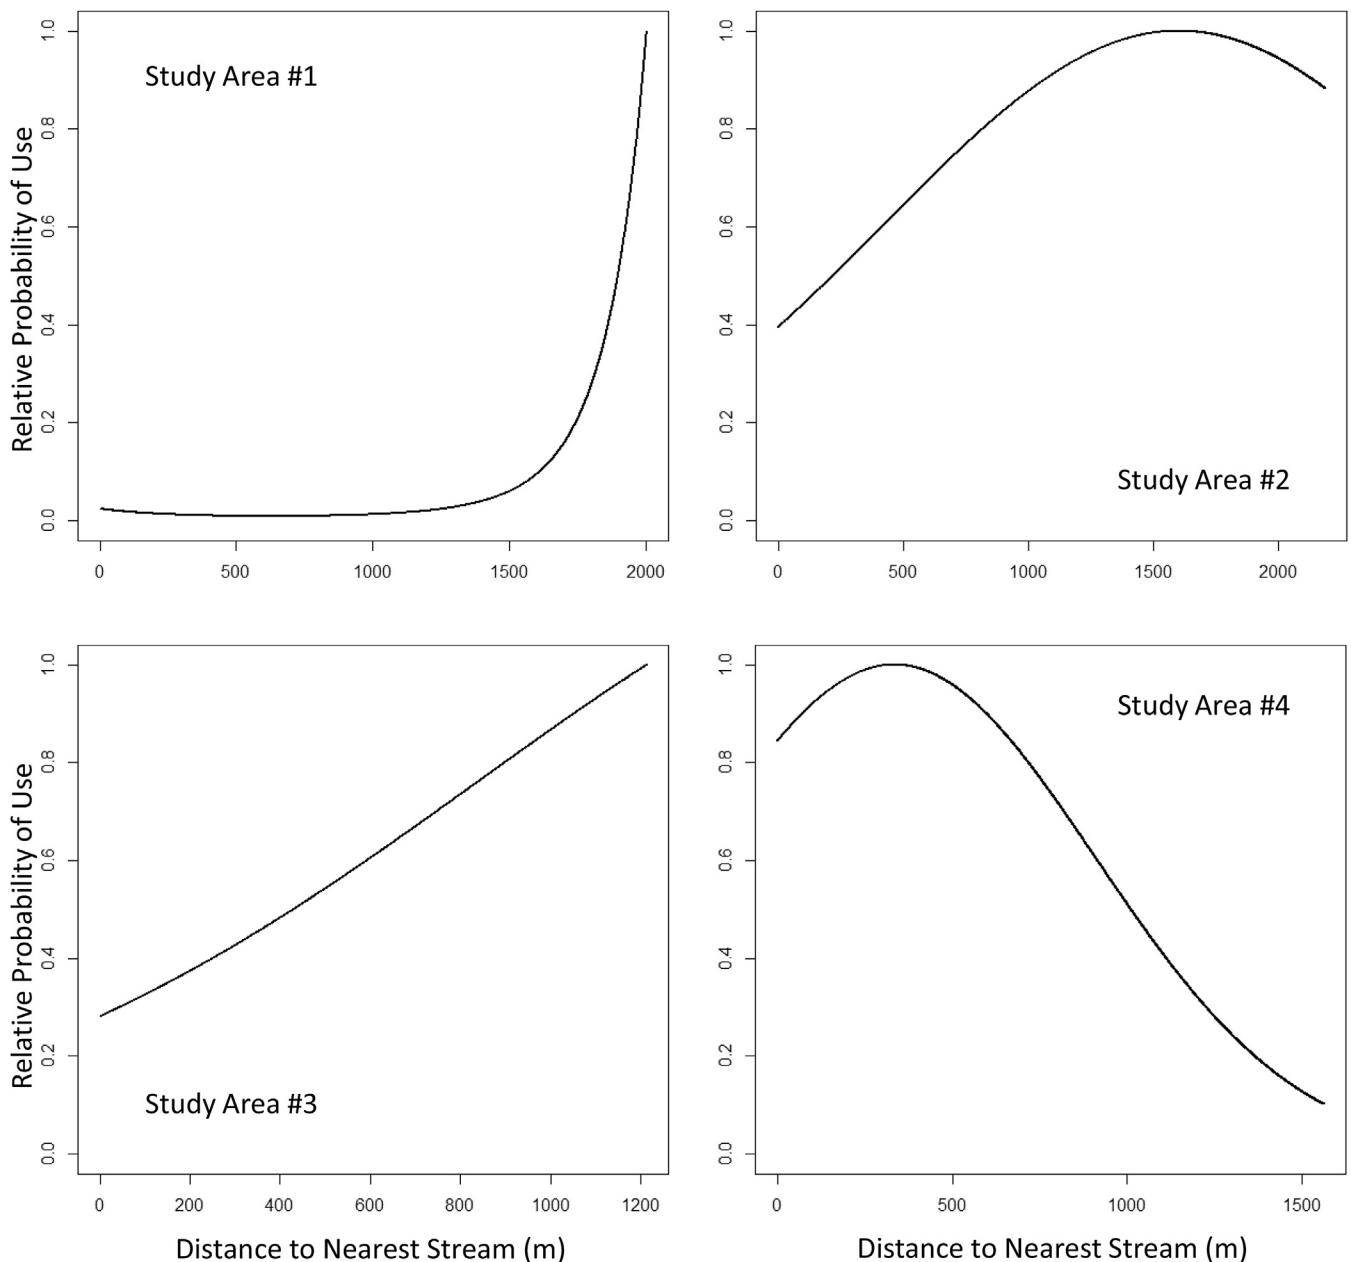 Study Area #1
Relative Probability of Use
0.0 0.2 0.4 0.6 0.8 1.0
0 500 1000 1500 2000
Study Area #2
0.0 0.2 0.4 0.6 0.8 1.0
0 500 1000 1500 2000
Study Area #3
Relative Probability of Use
0.0 0.2 0.4 0.6 0.8 1.0
0 200 400 600 800 1000 1200
Distance to Nearest Stream (m)
Study Area #4
0.0 0.2 0.4 0.6 0.8 1.0
0 500 1000 1500
Distance to Nearest Stream (m)